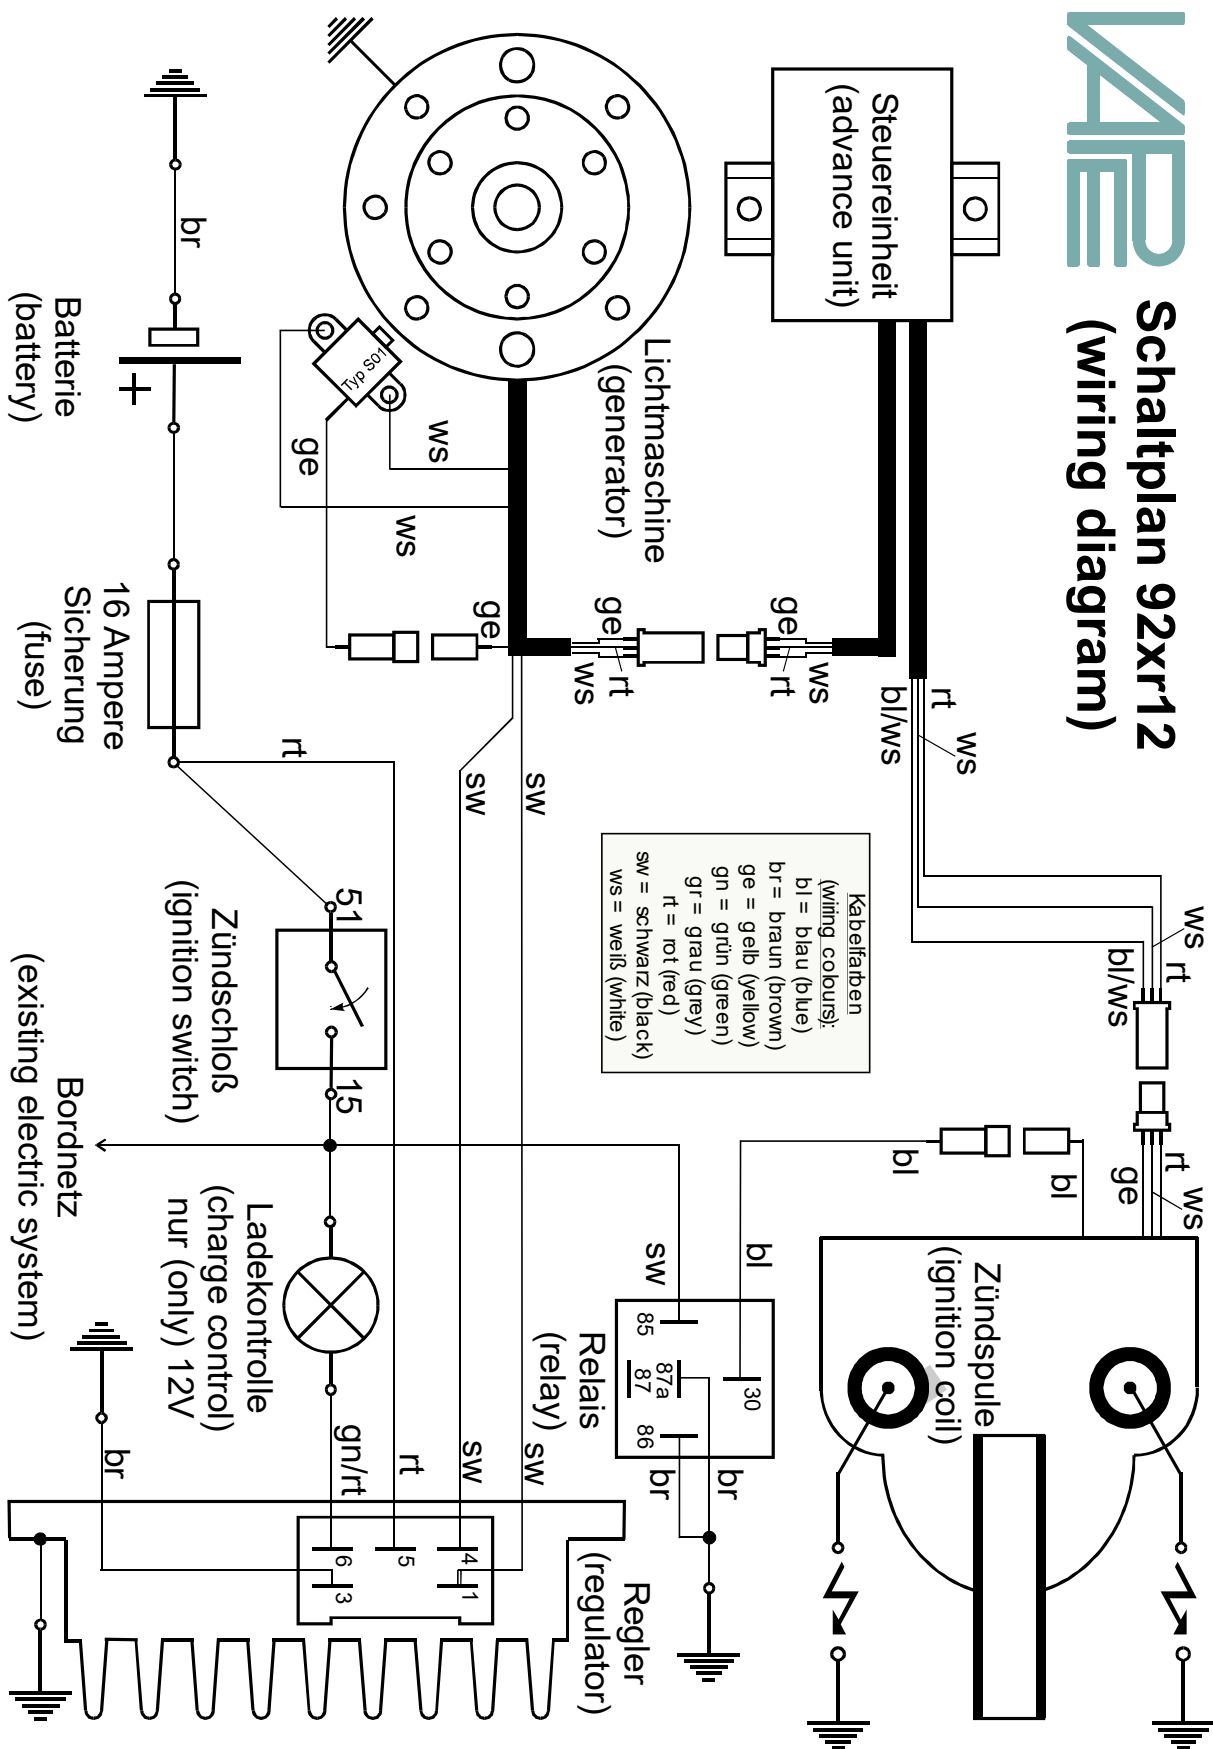 VAPE
Schaltplan 92xr12
(wiring diagram)
Steuereinheit
(advance unit)
rt
ws
bl/ws
ws
rt
bl/ws
rt
ws
ge
Zündspule
(ignition coil)
bl
bl
bl
Lichtmaschine
(generator)
Typ S01
ws
ws
ge
ge
ge
rt
ws
ge
rt
ws
sw
sw
Kabelfarben
(wiring colours):
bl = blau (blue)
br = braun (brown)
ge = gelb (yellow)
gn = grün (green)
gr = grau (grey)
rt = rot (red)
sw = schwarz (black)
ws = weiß (white)
sw
30
85
87a
87
86
Relais
(relay)
br
br
br
Batterie
(battery)
+
16 Ampere
Sicherung
(fuse)
rt
51
15
Zündschloß
(ignition switch)
Bordnetz
(existing electric system)
Ladekontrolle
(charge control)
nur (only) 12V
gn/rt
rt
sw
sw
br
4
1
5
6
3
Regler
(regulator)